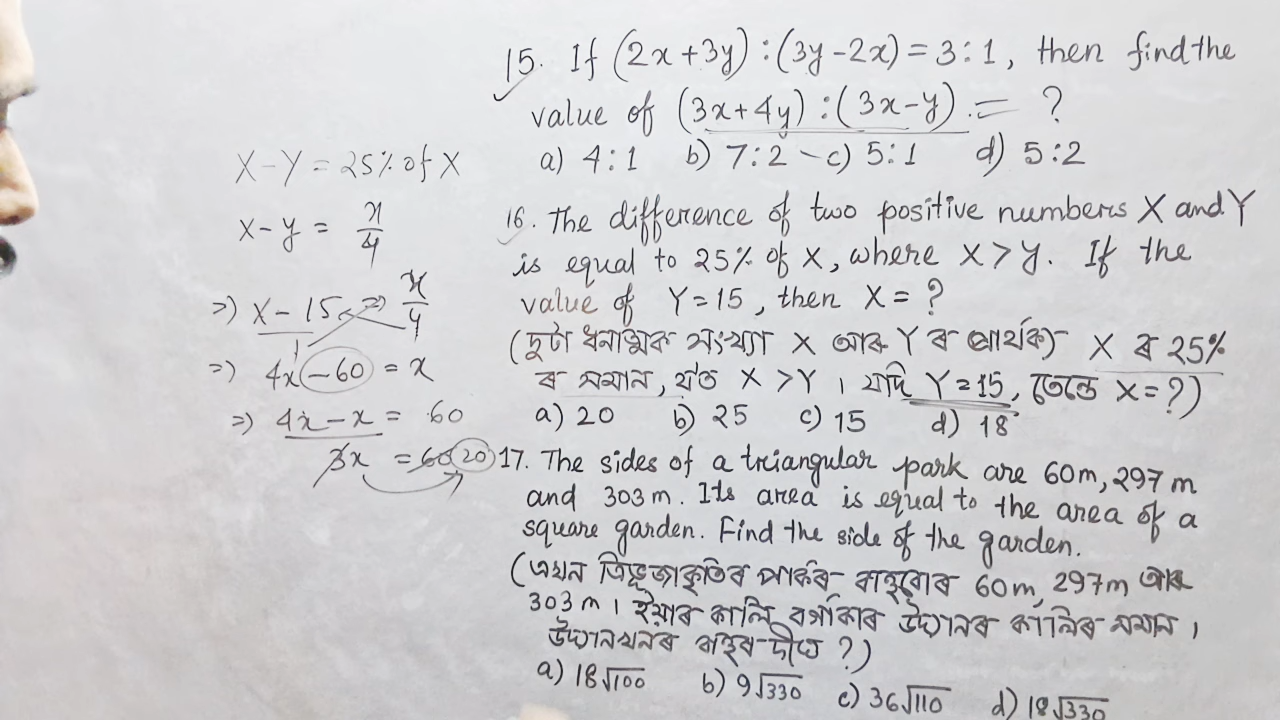 15. If (2x+3y) : (3y-2x) = 3 : 1, then find the
value of (3x+4y) : (3x-y) = ?
a) 4:1 b) 7:2 c) 5:1 d) 5:2
16. The difference of two positive numbers X and Y
is equal to 25% of X, where X > y. If the
value of Y=15, then X = ?
(দুটা ধনাত্মক সংখ্যা X আৰু Y ৰ পাৰ্থক্য X ৰ 25%
ৰ সমান, য'ত X > Y। যদি Y=15, তেন্তে X=?)
a) 20 b) 25 c) 15 d) 18
17. The sides of a triangular park are 60m, 297m
and 303m. Its area is equal to the area of a
square garden. Find the side of the garden.
(এখন ত্ৰিভুজাকৃতিৰ পাৰ্কৰ বাহুবোৰ 60m, 297m আৰু
303m। ইয়াৰ কালি বৰ্গাকাৰ উদ্যানৰ কালিৰ সমান।
উদ্যানখনৰ বাহুৰ দীঘ ?)
a) 18√100 b) 9√330 c) 36√110 d) 18√330
X-Y = 25% of X
x-y = x/4
=> x-15 => x/4
=> 4x-60 = x
=> 4x-x = 60
3x = 60 20